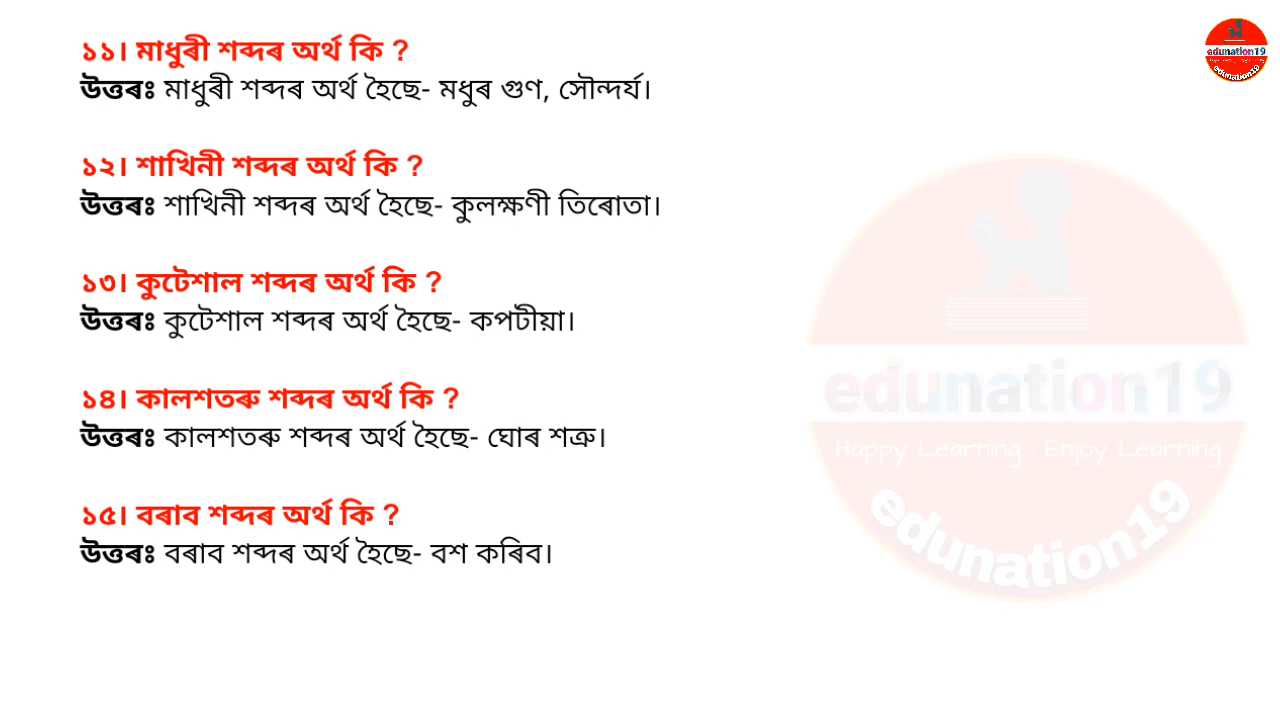 ১১। মাধুৰী শব্দৰ অৰ্থ কি ?
উত্তৰঃ মাধুৰী শব্দৰ অৰ্থ হৈছে- মধুৰ গুণ, সৌন্দৰ্য।
১২। শাখিনী শব্দৰ অৰ্থ কি ?
উত্তৰঃ শাখিনী শব্দৰ অৰ্থ হৈছে- কুলক্ষণী তিৰোতা।
১৩। কুটেশাল শব্দৰ অৰ্থ কি ?
উত্তৰঃ কুটেশাল শব্দৰ অৰ্থ হৈছে- কপটীয়া।
১৪। কালশতৰু শব্দৰ অৰ্থ কি ?
উত্তৰঃ কালশতৰু শব্দৰ অৰ্থ হৈছে- ঘোৰ শত্রু।
১৫। বৰাব শব্দৰ অৰ্থ কি ?
উত্তৰঃ বৰাব শব্দৰ অৰ্থ হৈছে- বশ কৰিব।
edunation19
edunation19
edunation19
Happy Learning , Enjoy Learning
edunation19